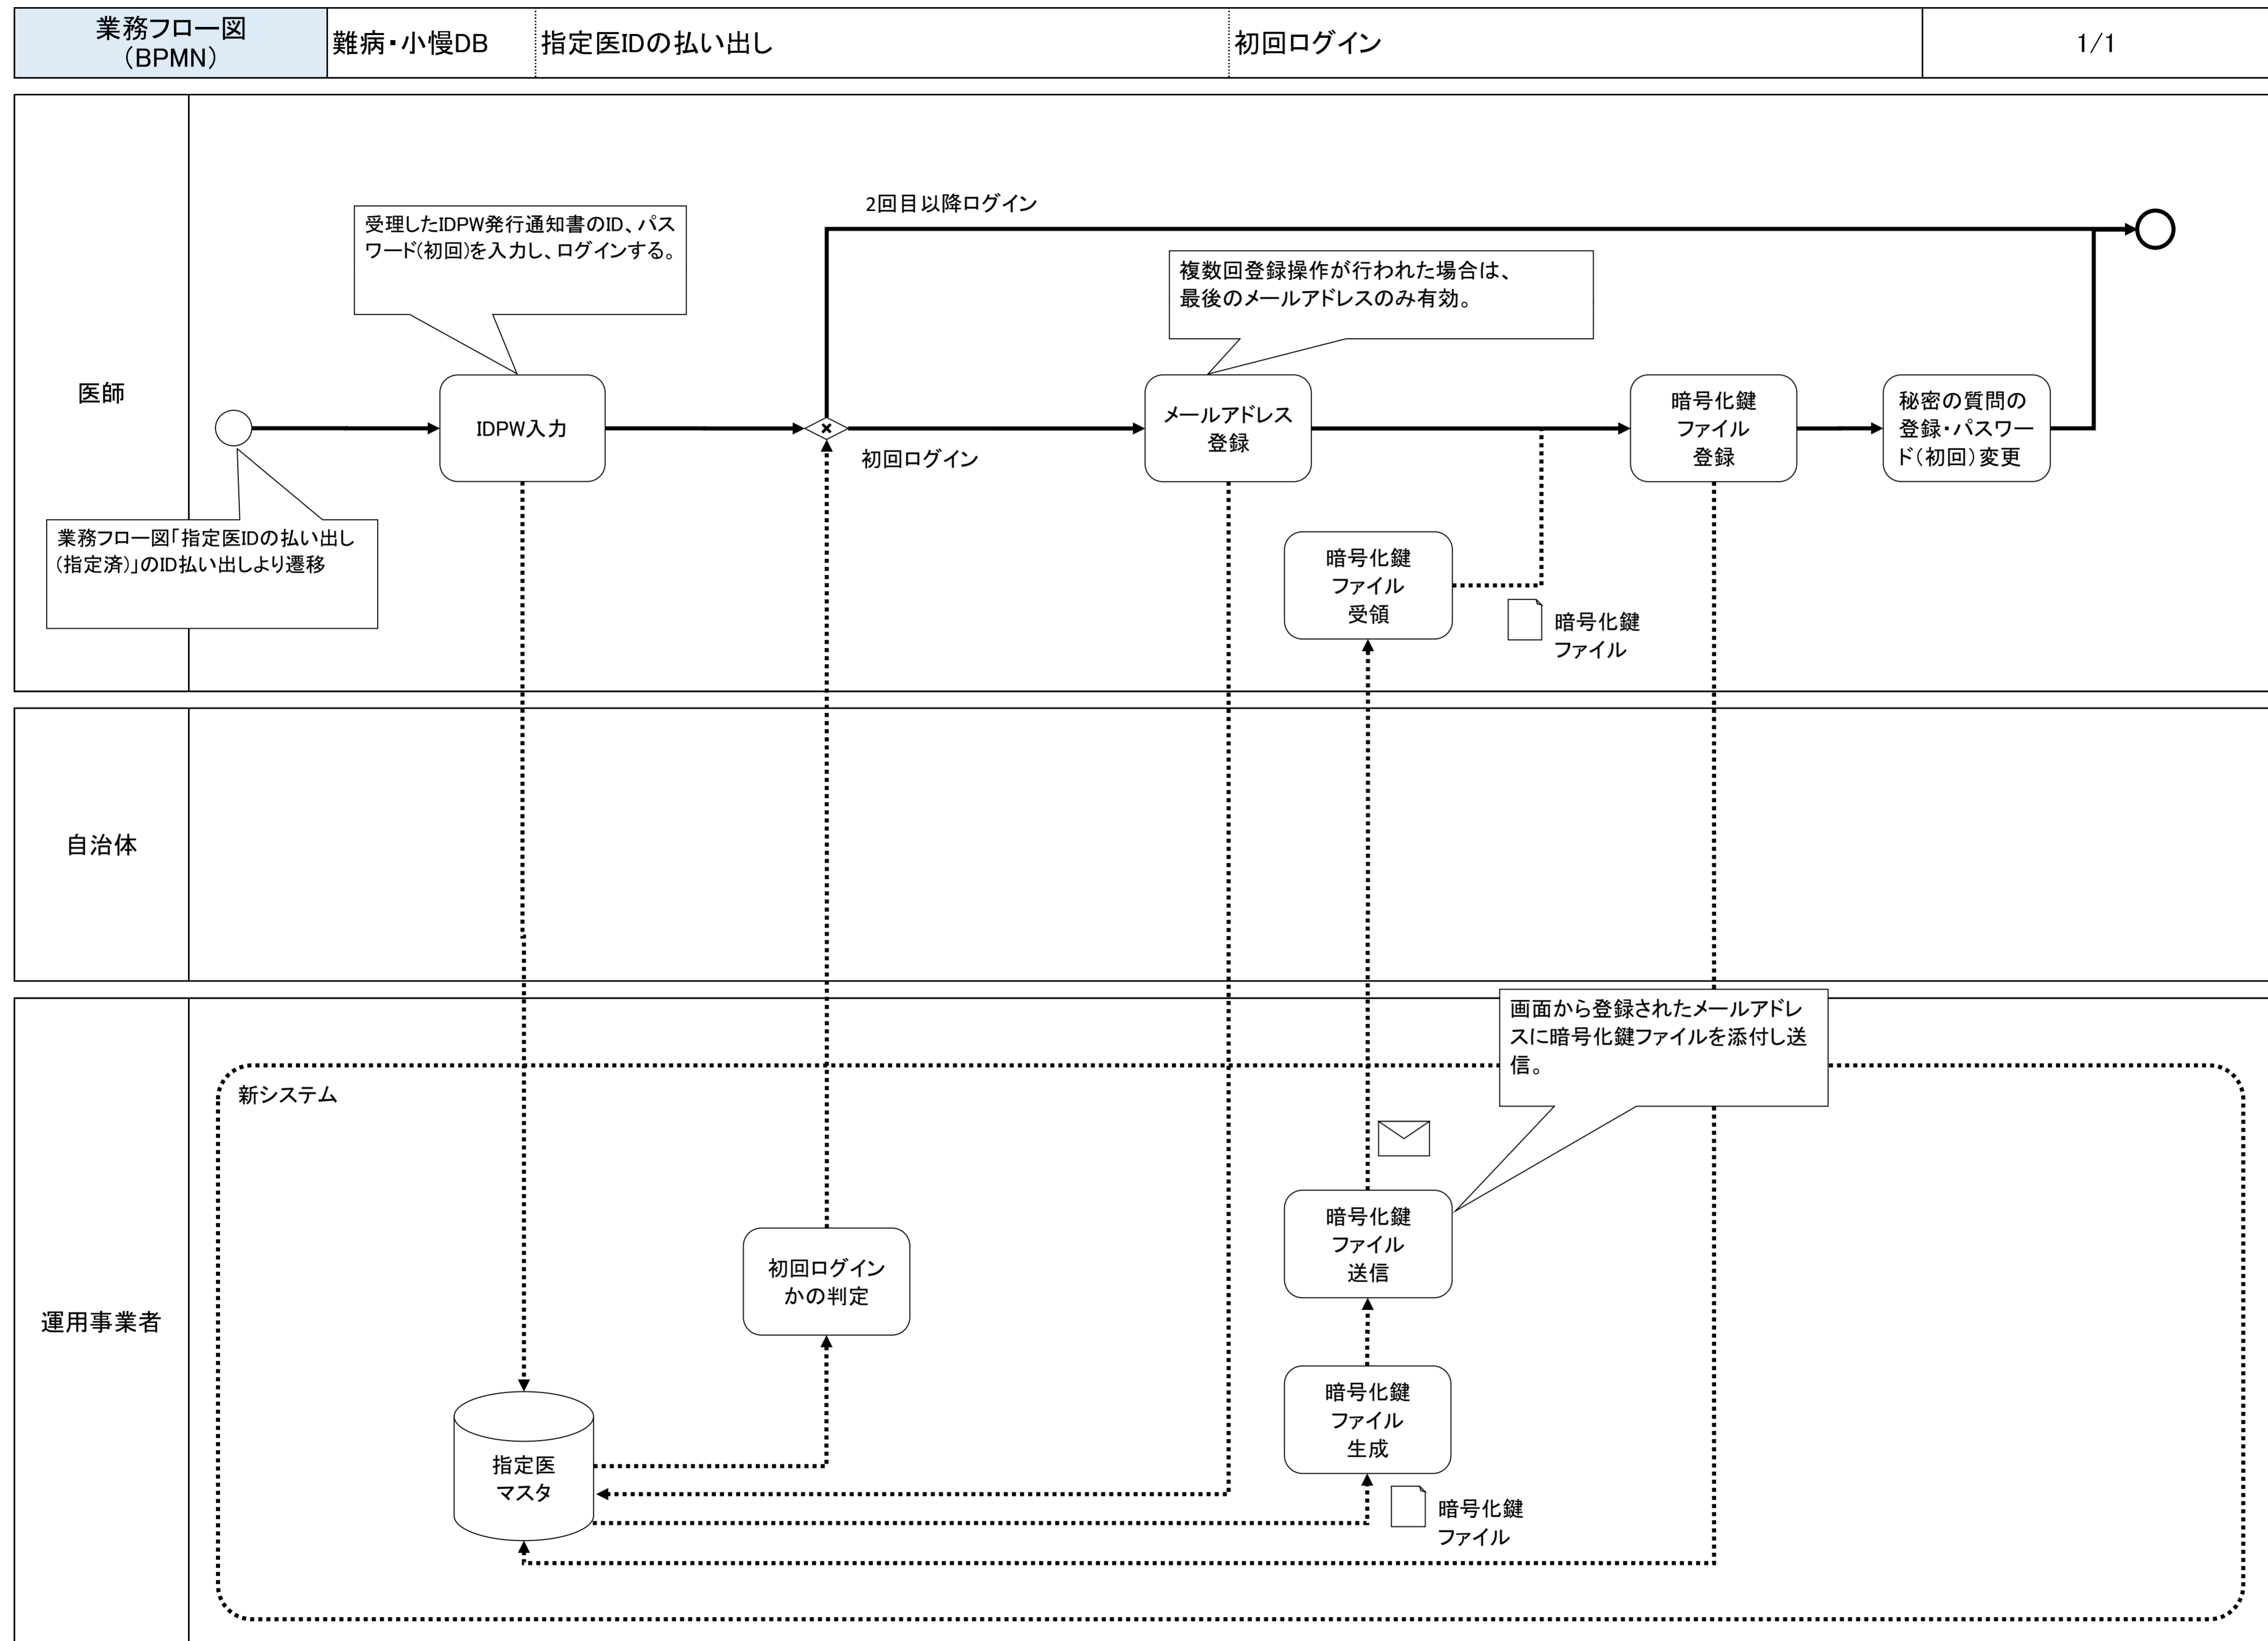 業務フロー図
（BPMN）
難病・小慢DB
指定医IDの払い出し
初回ログイン
1/1
医師
受理したIDPW発行通知書のID、パス
ワード(初回)を入力し、ログインする。
2回目以降ログイン
複数回登録操作が行われた場合は、
最後のメールアドレスのみ有効。
IDPW入力
初回ログイン
メールアドレス
登録
暗号化鍵
ファイル
登録
秘密の質問の
登録・パスワー
ド（初回）変更
業務フロー図「指定医IDの払い出し
（指定済）」のID払い出しより遷移
暗号化鍵
ファイル
受領
暗号化鍵
ファイル
自治体
運用事業者
画面から登録されたメールアドレ
スに暗号化鍵ファイルを添付し送
信。
新システム
初回ログイン
かの判定
暗号化鍵
ファイル
送信
暗号化鍵
ファイル
生成
指定医
マスタ
暗号化鍵
ファイル